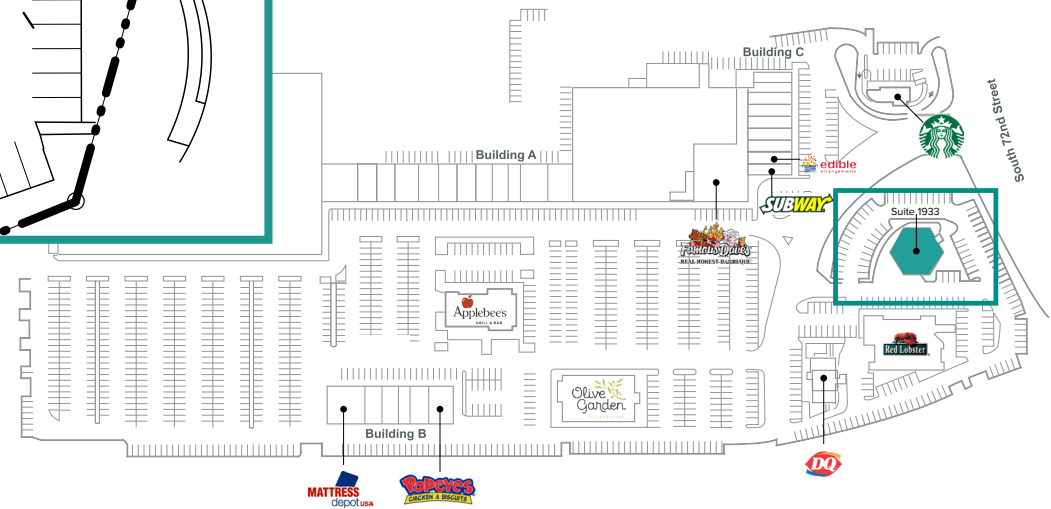 Building C
South 72nd Street
Building A
edible
arrangements
SUBWAY
Suite 1933
Famous Dave's
REAL HONEST BARBEQUE
Applebee's
GRILL & BAR
Red Lobster
Olive
Garden
DQ
Building B
MATTRESS
depot USA
POPEYES
CHICKEN & BISCUITS